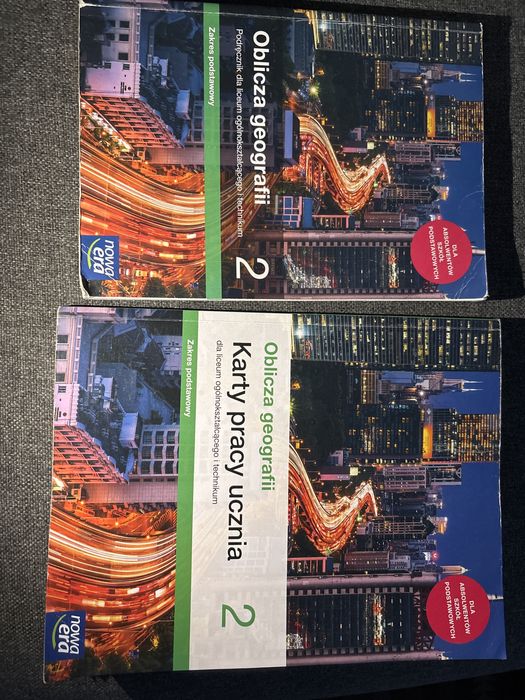 Oblicza geografii
Podręcznik dla liceum ogólnokształcącego i technikum
Zakres podstawowy
2
DLA
ABSOLWENTÓW
SZKÓŁ
PODSTAWOWYCH
nowa
era
Oblicza geografii
Karty pracy ucznia
dla liceum ogólnokształcącego i technikum
Zakres podstawowy
2
DLA
ABSOLWENTÓW
SZKÓŁ
PODSTAWOWYCH
nowa
era